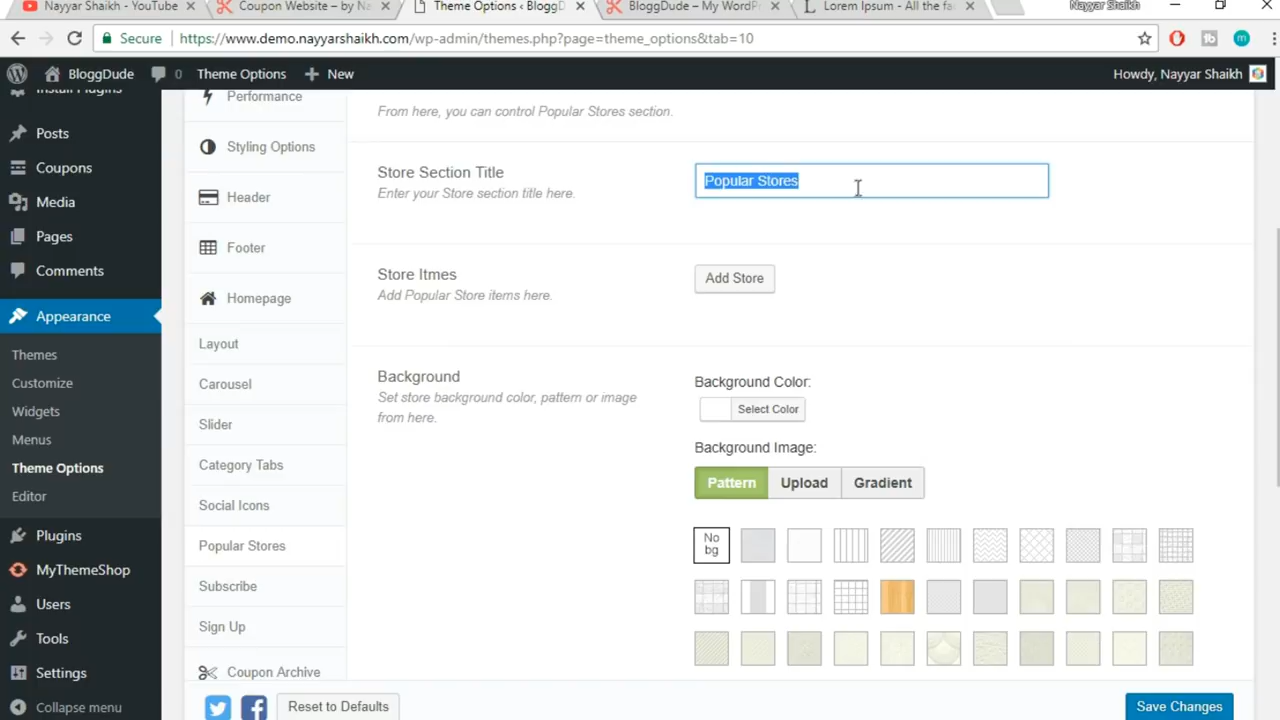 Nayyar Shaikh - YouTube
Coupon Website – by Na
Theme Options ‹ BloggD
BloggDude – My WordP
Lorem Ipsum - All the fa
Nayyar Shaikh
Secure
https://www.demo.nayyarshaikh.com/wp-admin/themes.php?page=theme_options&tab=10
BloggDude
0
Theme Options
New
Howdy, Nayyar Shaikh
Install Plugins
Posts
Coupons
Media
Pages
Comments
Appearance
Themes
Customize
Widgets
Menus
Theme Options
Editor
Plugins
MyThemeShop
Users
Tools
Settings
Collapse menu
Performance
Styling Options
Header
Footer
Homepage
Layout
Carousel
Slider
Category Tabs
Social Icons
Popular Stores
Subscribe
Sign Up
Coupon Archive
From here, you can control Popular Stores section.
Store Section Title
Enter your Store section title here.
Popular Stores
Store Itmes
Add Popular Store items here.
Add Store
Background
Set store background color, pattern or image
from here.
Background Color:
Select Color
Background Image:
Pattern
Upload
Gradient
No
bg
Reset to Defaults
Save Changes